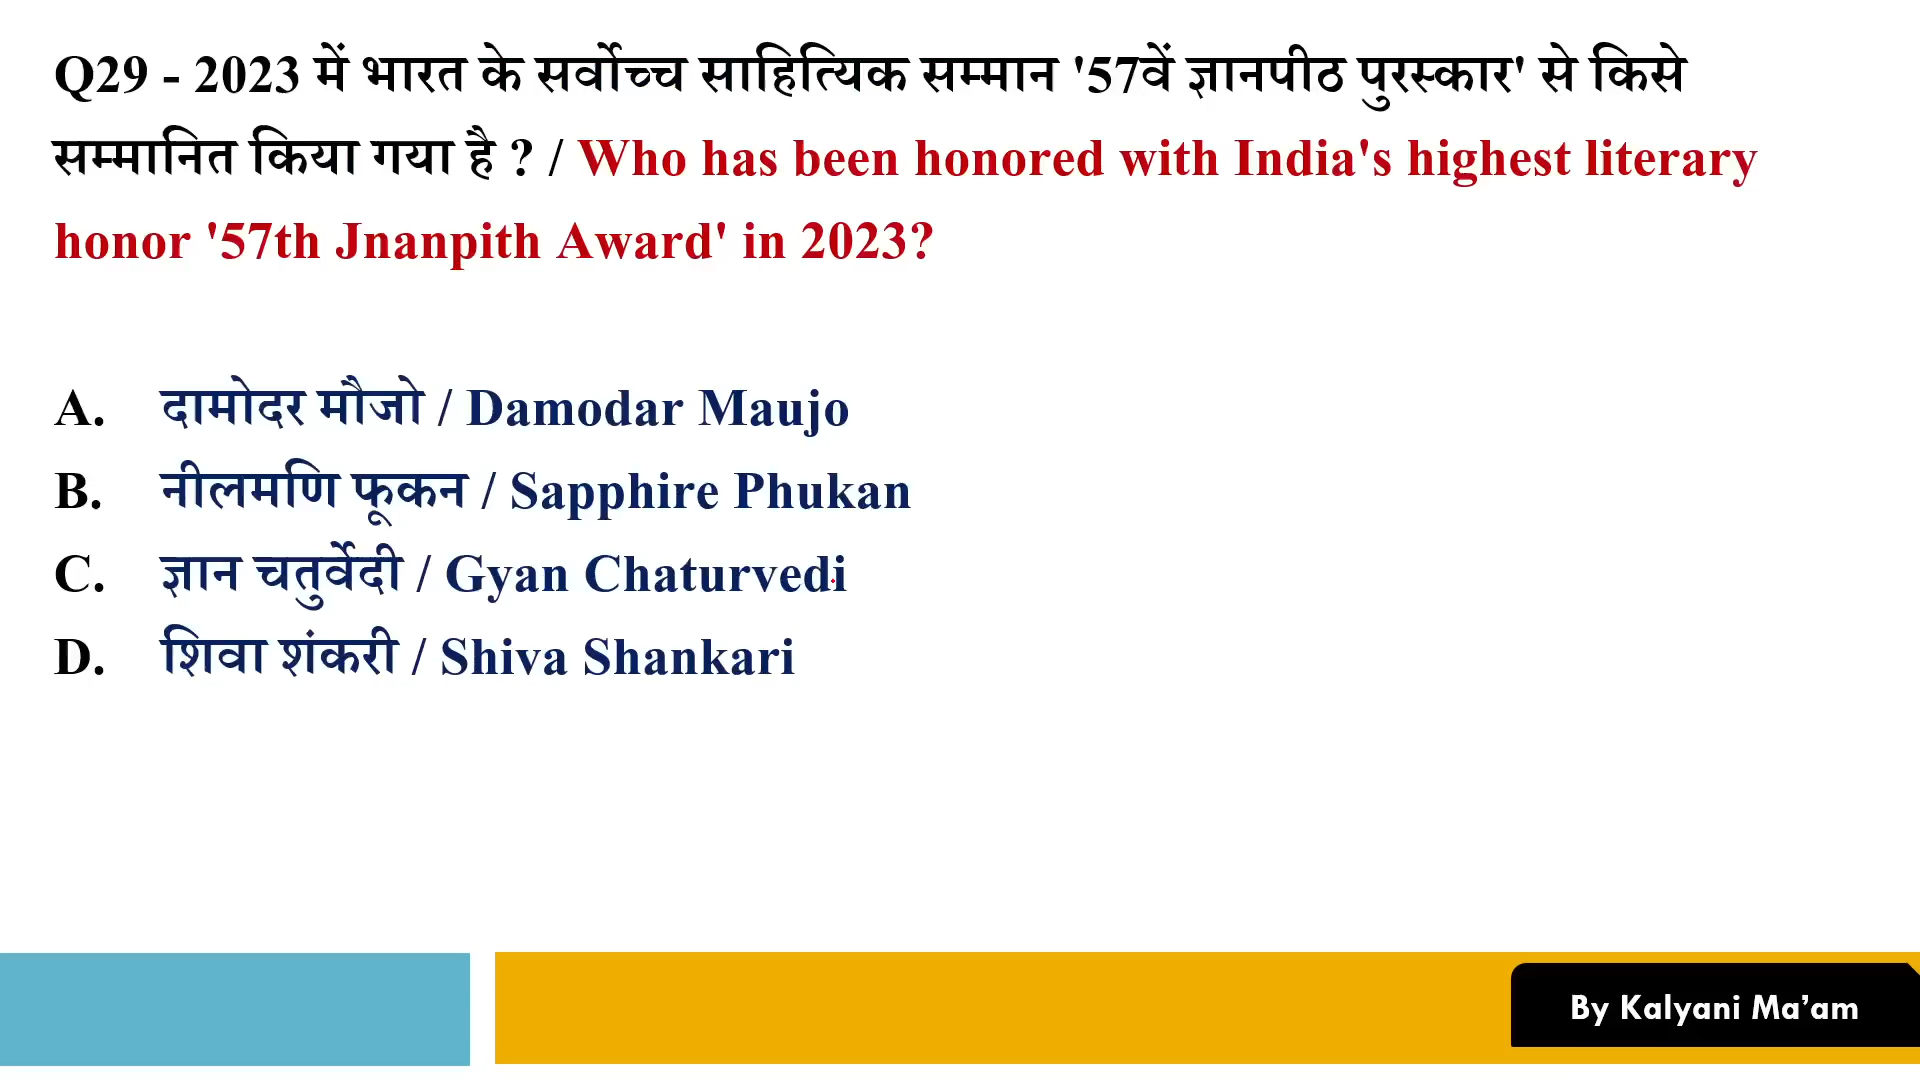 Q29 - 2023 में भारत के सर्वोच्च साहित्यिक सम्मान '57वें ज्ञानपीठ पुरस्कार' से किसे
सम्मानित किया गया है ? / Who has been honored with India's highest literary
honor '57th Jnanpith Award' in 2023?
A. दामोदर मौजो / Damodar Maujo
B. नीलमणि फूकन / Sapphire Phukan
C. ज्ञान चतुर्वेदी / Gyan Chaturvedi
D. शिवा शंकरी / Shiva Shankari
By Kalyani Ma’am